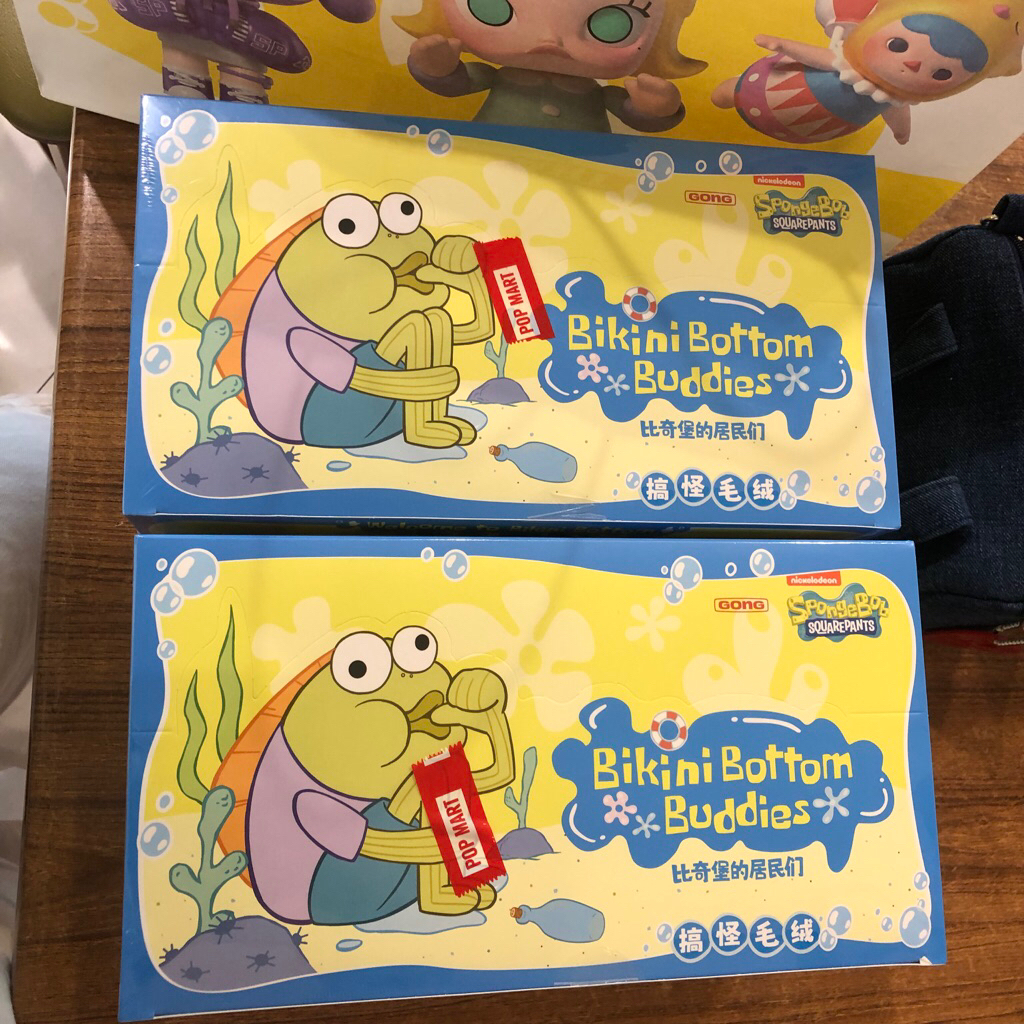 SP
SP
nickelodeon
GONG
SpongeBob
SQUAREPANTS
POP MART
Bikini Bottom
Buddies
比奇堡的居民们
搞怪毛绒
nickelodeon
GONG
SpongeBob
SQUAREPANTS
Bikini Bottom
Buddies
POP MART
比奇堡的居民们
搞怪毛绒